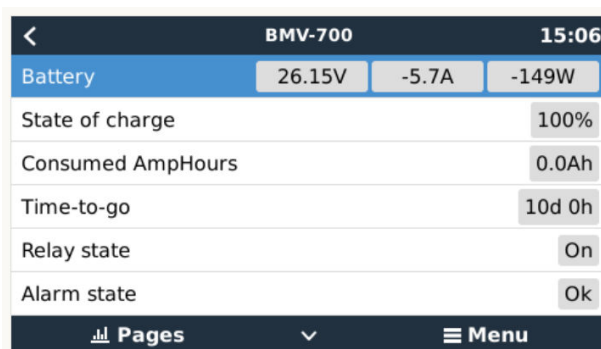 BMV-700 15:06
Battery 26.15V -5.7A -149W
State of charge 100%
Consumed AmpHours 0.0Ah
Time-to-go 10d 0h
Relay state On
Alarm state Ok
Pages Menu